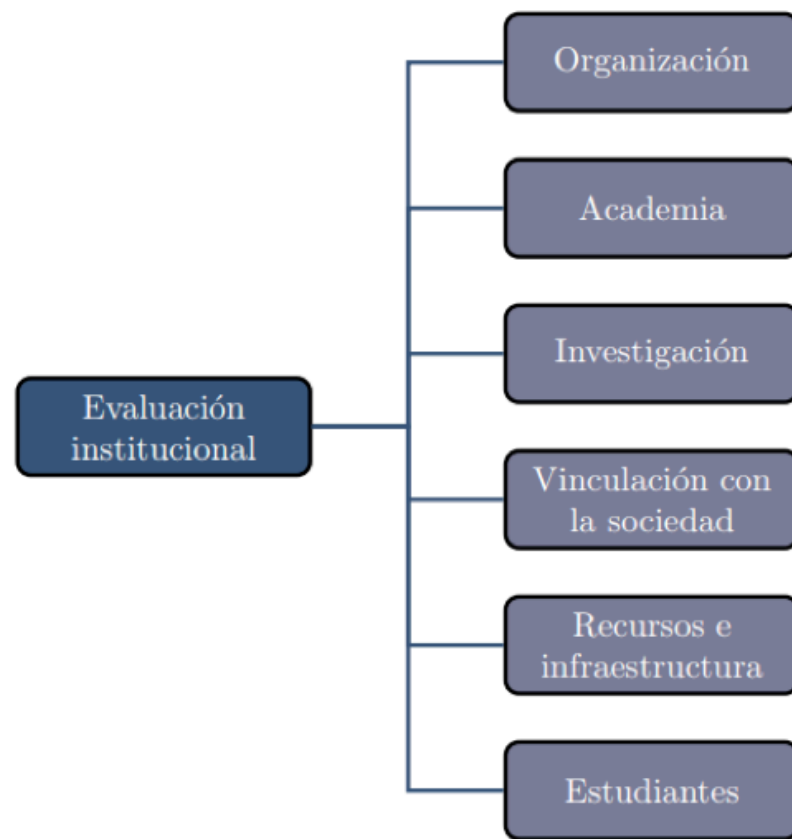 Organización
Academia
Investigación
Evaluación
institucional
Vinculación con
la sociedad
Recursos e
infraestructura
Estudiantes